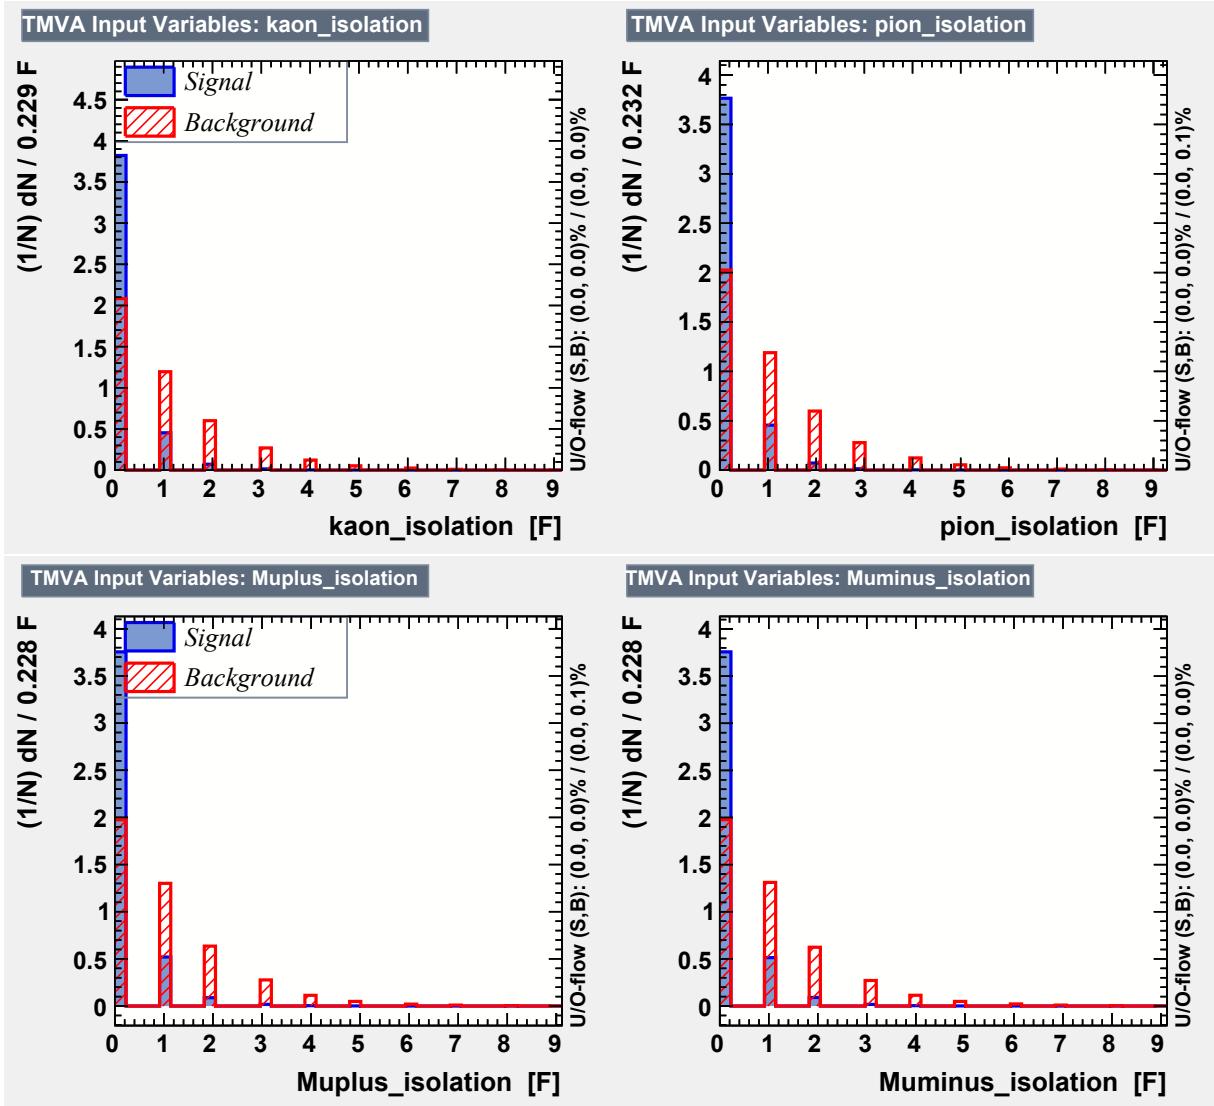 TMVA Input Variables: kaon_isolation
(1/N) dN / 0.229 F
Signal
Background
4.5
4
3.5
3
2.5
2
1.5
1
0.5
0
0 1 2 3 4 5 6 7 8 9
kaon_isolation [F]
U/O-flow (S,B): (0.0, 0.0)% / (0.0, 0.0)%
TMVA Input Variables: pion_isolation
(1/N) dN / 0.232 F
4
3.5
3
2.5
2
1.5
1
0.5
0
0 1 2 3 4 5 6 7 8 9
pion_isolation [F]
U/O-flow (S,B): (0.0, 0.0)% / (0.0, 0.1)%
TMVA Input Variables: Muplus_isolation
(1/N) dN / 0.228 F
Signal
Background
4
3.5
3
2.5
2
1.5
1
0.5
0
0 1 2 3 4 5 6 7 8 9
Muplus_isolation [F]
U/O-flow (S,B): (0.0, 0.0)% / (0.0, 0.1)%
TMVA Input Variables: Muminus_isolation
(1/N) dN / 0.228 F
4
3.5
3
2.5
2
1.5
1
0.5
0
0 1 2 3 4 5 6 7 8 9
Muminus_isolation [F]
U/O-flow (S,B): (0.0, 0.0)% / (0.0, 0.0)%